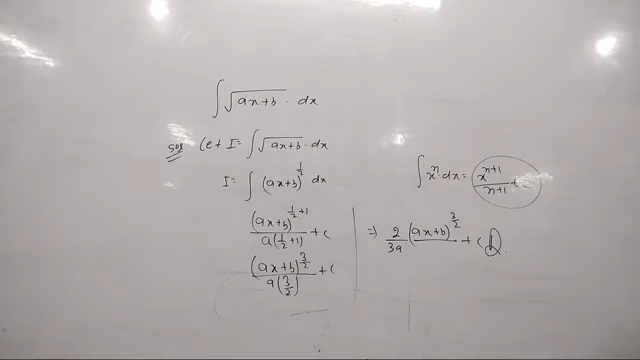 ∫√(ax+b) · dx
Sol Let I = ∫√(ax+b) · dx
I = ∫(ax+b)^(1/2) dx
(ax+b)^(1/2+1) / a(1/2+1) + c
(ax+b)^(3/2) / a(3/2) + c
∫x^n · dx = x^(n+1) / n+1 + c
⇒ 2/3a (ax+b)^(3/2) + c